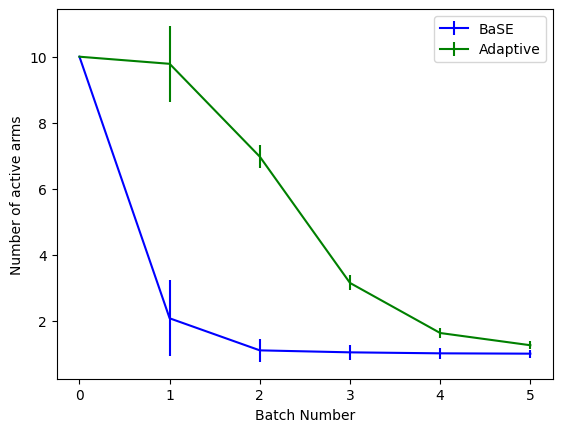 BaSE
Adaptive
Number of active arms
10
8
6
4
2
0 1 2 3 4 5
Batch Number